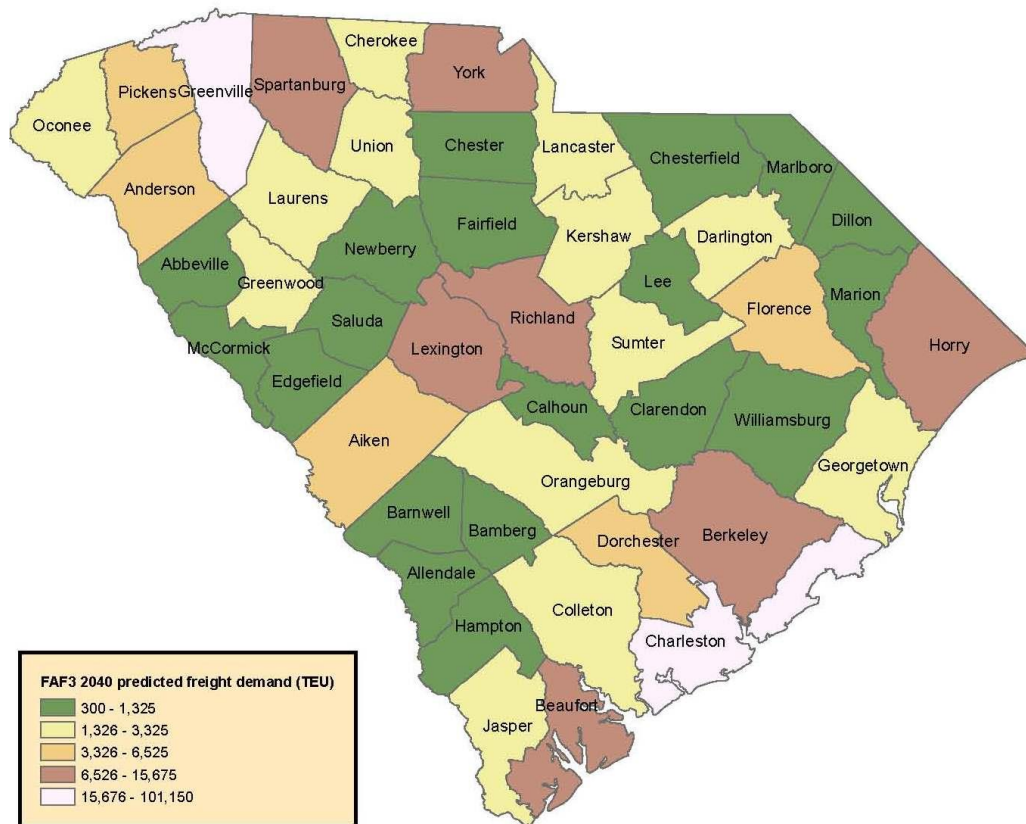 Cherokee
York
Spartanburg
Pickens
Greenville
Oconee
Union
Chester
Lancaster
Chesterfield
Marlboro
Anderson
Laurens
Dillon
Fairfield
Newberry
Kershaw
Darlington
Abbeville
Greenwood
Lee
Marion
Florence
Saluda
Richland
Horry
McCormick
Lexington
Sumter
Edgefield
Calhoun
Clarendon
Williamsburg
Aiken
Georgetown
Orangeburg
Barnwell
Bamberg
Dorchester
Berkeley
Allendale
Colleton
Hampton
Charleston
Beaufort
Jasper
FAF3 2040 predicted freight demand (TEU)
300 - 1,325
1,326 - 3,325
3,326 - 6,525
6,526 - 15,675
15,676 - 101,150